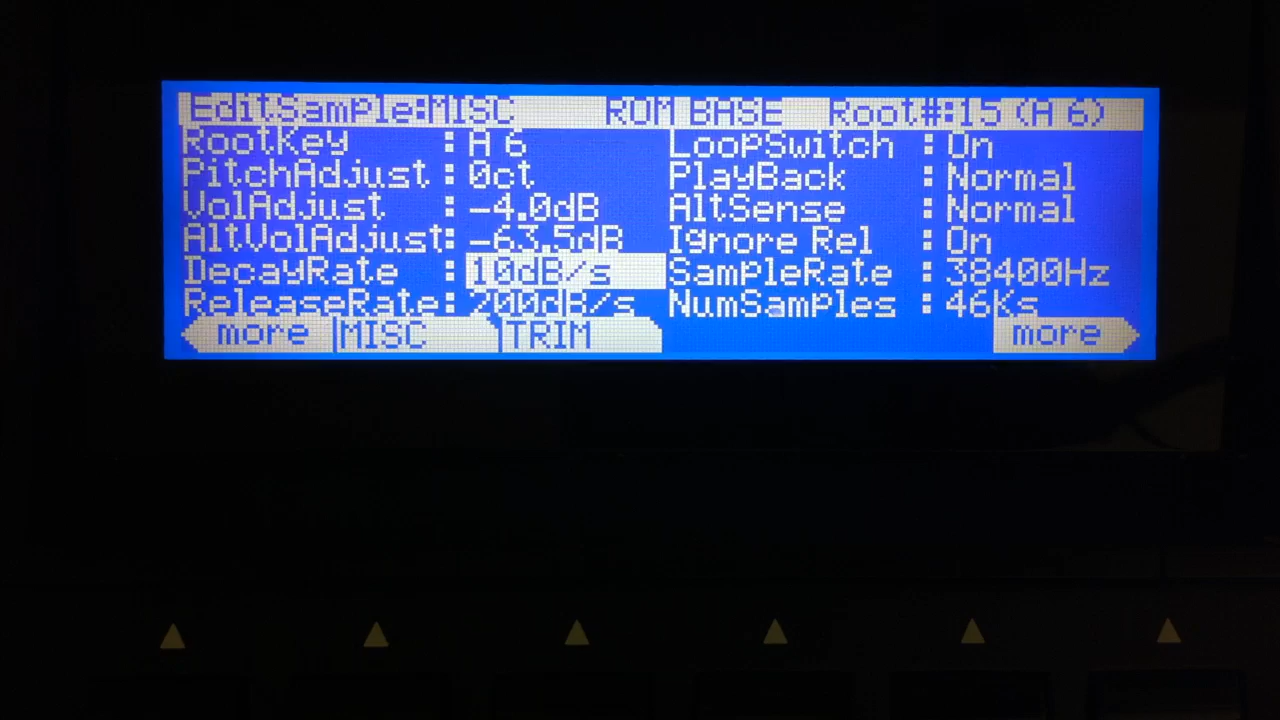 EditSample:MISC ROM BASE Root#:15 (A 6)
RootKey : A 6 LoopSwitch : On
PitchAdjust : 0ct PlayBack : Normal
VolAdjust : -4.0dB AltSense : Normal
AltVolAdjust: -63.5dB Ignore Rel : On
DecayRate : 10dB/s SampleRate : 38400Hz
ReleaseRate: 200dB/s NumSamples : 46Ks
more MISC TRIM more